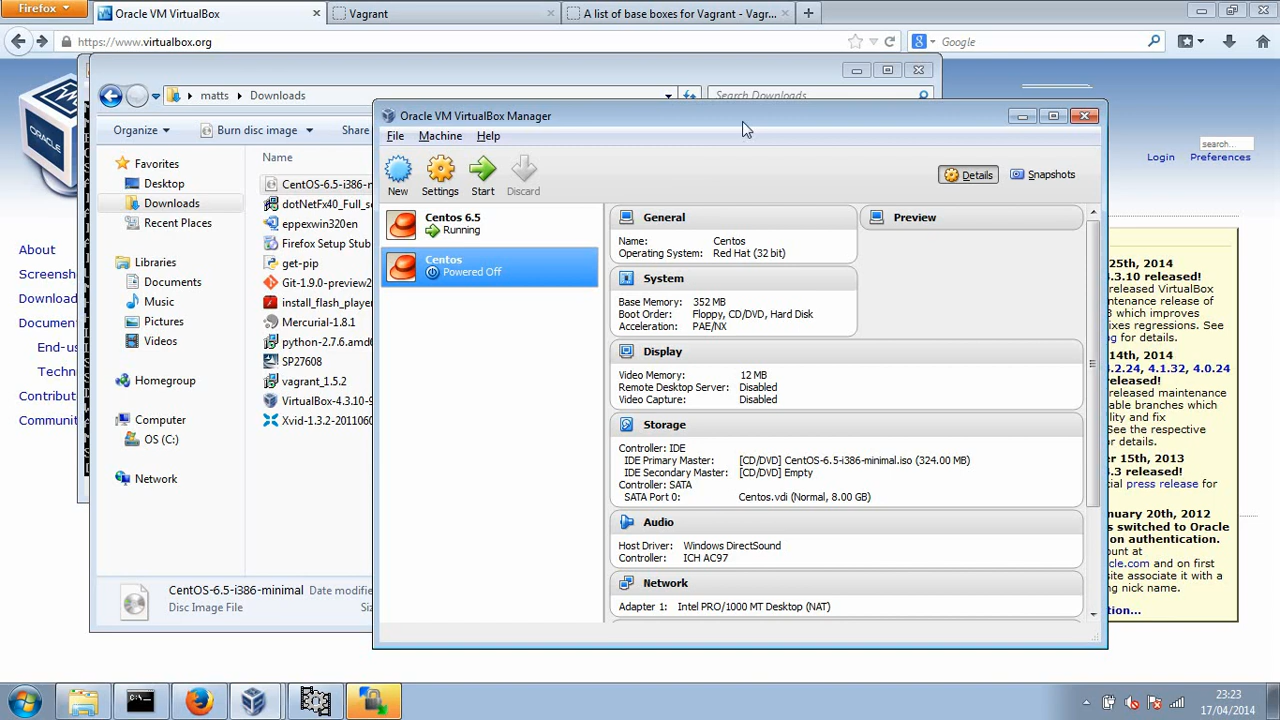 Firefox
Oracle VM VirtualBox
Vagrant
A list of base boxes for Vagrant - Vagr...
https://www.virtualbox.org
Google
matts
Downloads
Search Downloads
Organize
Burn disc image
Share
Name
Favorites
Desktop
Downloads
Recent Places
Libraries
Documents
Music
Pictures
Videos
Homegroup
Computer
OS (C:)
Network
CentOS-6.5-i386-m
dotNetFx40_Full_s
eppexwin320en
Firefox Setup Stub
get-pip
Git-1.9.0-preview2
install_flash_player
Mercurial-1.8.1
python-2.7.6.amd6
SP27608
vagrant_1.5.2
VirtualBox-4.3.10-9
Xvid-1.3.2-2011060
CentOS-6.5-i386-minimal
Date modifie
Disc Image File
Siz
Oracle VM VirtualBox Manager
File
Machine
Help
New
Settings
Start
Discard
Details
Snapshots
Centos 6.5
Running
Centos
Powered Off
General
Name: Centos
Operating System: Red Hat (32 bit)
System
Base Memory: 352 MB
Boot Order: Floppy, CD/DVD, Hard Disk
Acceleration: PAE/NX
Preview
Display
Video Memory: 12 MB
Remote Desktop Server: Disabled
Video Capture: Disabled
Storage
Controller: IDE
IDE Primary Master: [CD/DVD] CentOS-6.5-i386-minimal.iso (324.00 MB)
IDE Secondary Master: [CD/DVD] Empty
Controller: SATA
SATA Port 0: Centos.vdi (Normal, 8.00 GB)
Audio
Host Driver: Windows DirectSound
Controller: ICH AC97
Network
Adapter 1: Intel PRO/1000 MT Desktop (NAT)
ORACLE
About
Screensh
Download
Documen
End-us
Techn
Contribut
Communi
search...
Login
Preferences
25th, 2014
.3.10 released!
released VirtualBox
ntenance release of
3 which improves
ixes regressions. See
ng for details.
14th, 2014
.2.24, 4.1.32, 4.0.24
eleased!
released maintenance
able branches which
ility and fix
See the respective
or details.
r 15th, 2013
.3 released!
cial press release for
nuary 20th, 2012
s switched to Oracle
on authentication.
ount at
cle.com and on first
site associate it with a
ng nick name.
tion...
23:23
17/04/2014